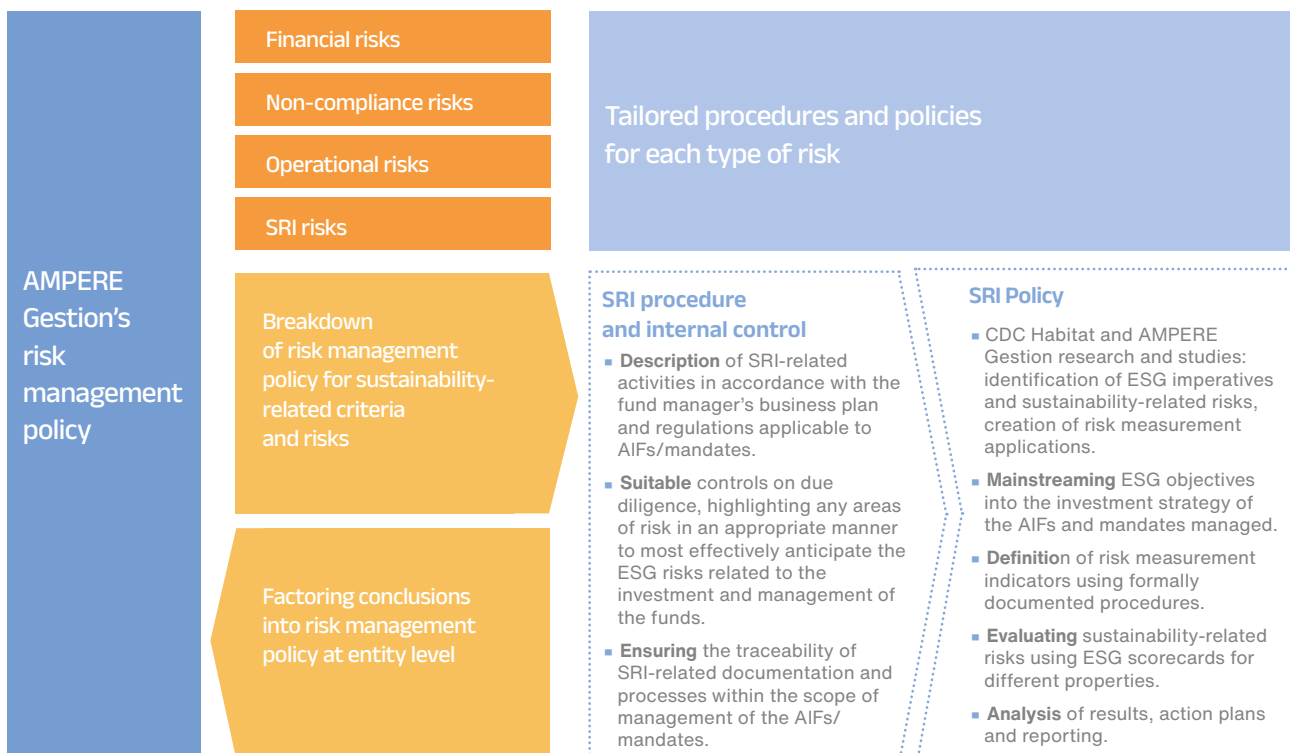 AMPERE
Gestion's
risk
management
policy
Financial risks
Non-compliance risks
Operational risks
SRI risks
Tailored procedures and policies
for each type of risk
Breakdown
of risk management
policy for sustainability-
related criteria
and risks
Factoring conclusions
into risk management
policy at entity level
SRI procedure
and internal control
▪ Description of SRI-related
activities in accordance with the
fund manager's business plan
and regulations applicable to
AIFs/mandates.
▪ Suitable controls on due
diligence, highlighting any areas
of risk in an appropriate manner
to most effectively anticipate the
ESG risks related to the
investment and management of
the funds.
▪ Ensuring the traceability of
SRI-related documentation and
processes within the scope of
management of the AIFs/
mandates.
SRI Policy
▪ CDC Habitat and AMPERE
Gestion research and studies:
identification of ESG imperatives
and sustainability-related risks,
creation of risk measurement
applications.
▪ Mainstreaming ESG objectives
into the investment strategy of
the AIFs and mandates managed.
▪ Definition of risk measurement
indicators using formally
documented procedures.
▪ Evaluating sustainability-related
risks using ESG scorecards for
different properties.
▪ Analysis of results, action plans
and reporting.